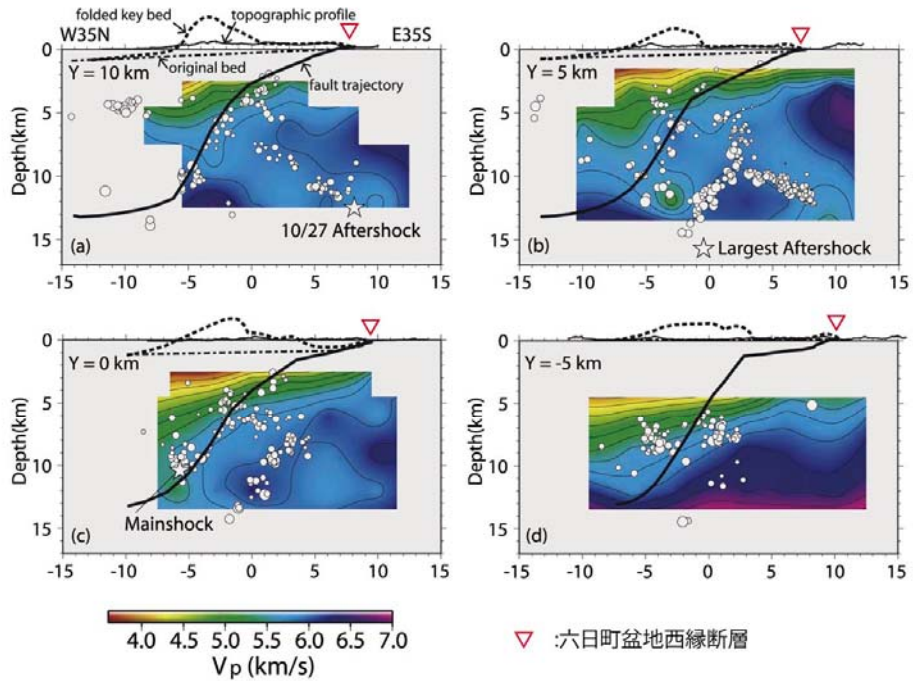 folded key bed
topographic profile
W35N
E35S
0
5
10
15
Depth(km)
Y = 10 km
original bed
fault trajectory
(a)
10/27 Aftershock
-15 -10 -5 0 5 10 15
0
5
10
15
Depth(km)
Y = 5 km
(b)
Largest Aftershock
-15 -10 -5 0 5 10 15
0
5
10
15
Depth(km)
Y = 0 km
Mainshock
(c)
-15 -10 -5 0 5 10 15
0
5
10
15
Depth(km)
Y = -5 km
(d)
-15 -10 -5 0 5 10 15
4.0 4.5 5.0 5.5 6.0 6.5 7.0
Vp (km/s)
:六日町盆地西縁断層